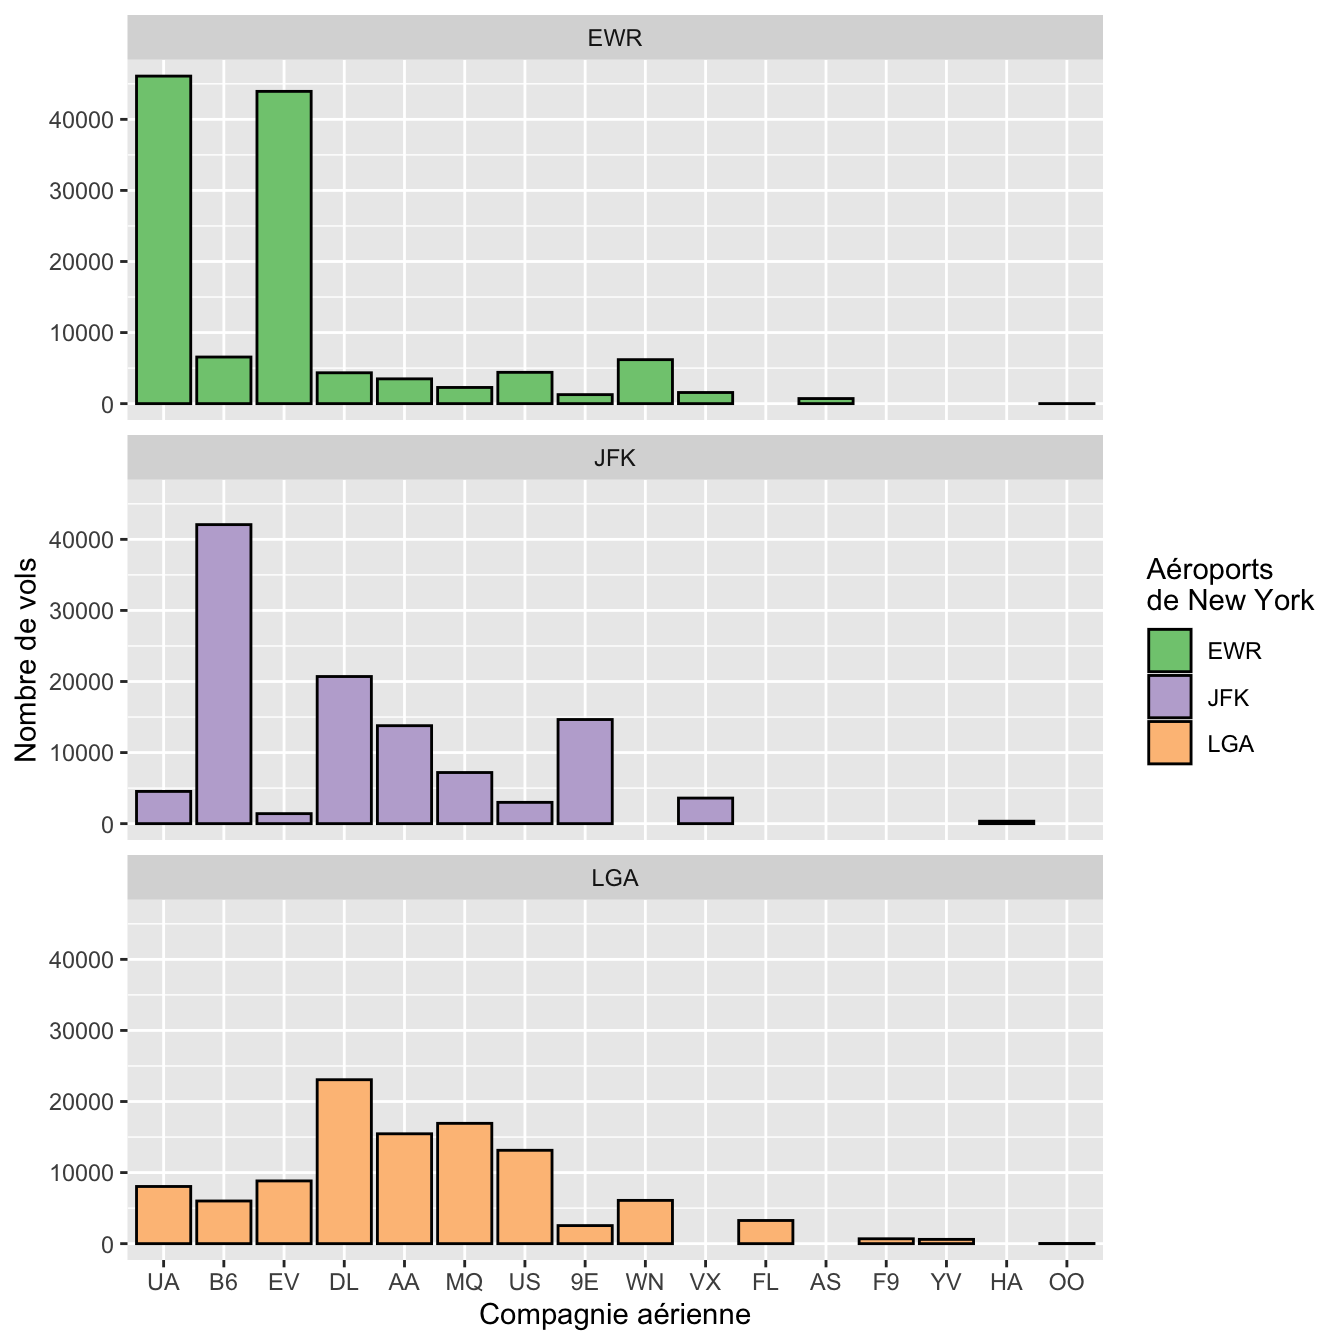 EWR
40000
30000
20000
10000
0
JFK
40000
30000
20000
10000
0
LGA
40000
30000
20000
10000
0
UA B6 EV DL AA MQ US 9E WN VX FL AS F9 YV HA OO
Compagnie aérienne
Nombre de vols
Aéroports
de New York
EWR
JFK
LGA